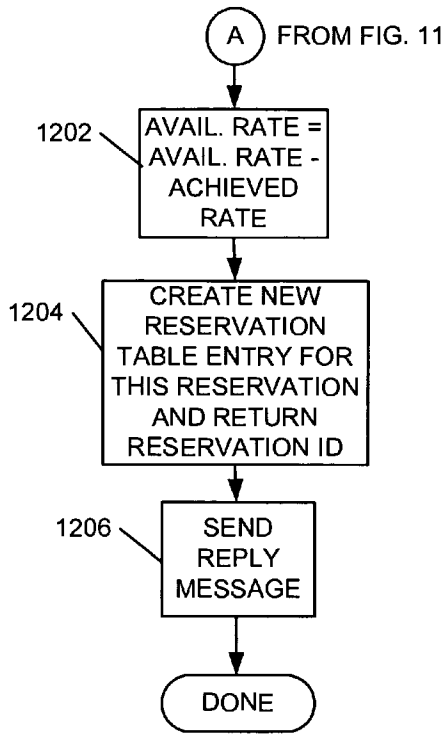 A FROM FIG. 11
1202
AVAIL. RATE =
AVAIL. RATE -
ACHIEVED
RATE
1204
CREATE NEW
RESERVATION
TABLE ENTRY FOR
THIS RESERVATION
AND RETURN
RESERVATION ID
1206
SEND
REPLY
MESSAGE
DONE